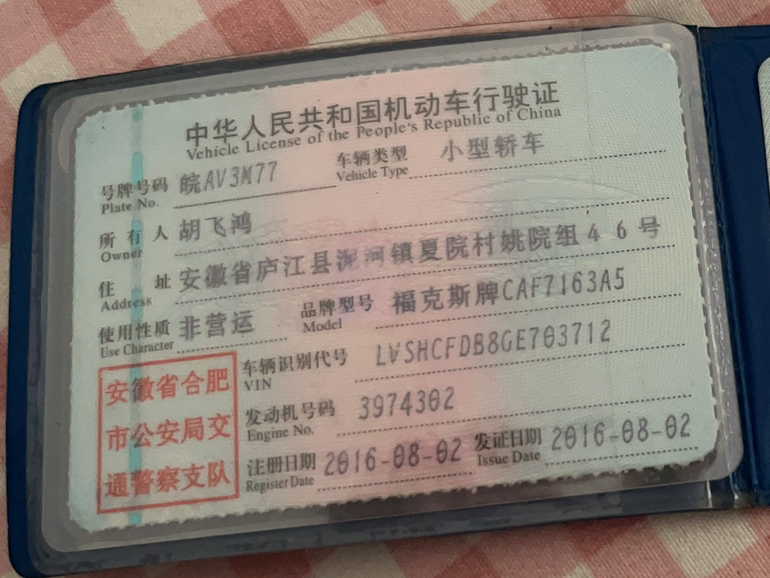 中华人民共和国机动车行驶证
Vehicle License of the People's Republic of China
号牌号码 皖AV3M77 车辆类型 小型轿车
Plate No. Vehicle Type
所有人 胡飞鸿
Owner
住址 安徽省庐江县泥河镇夏院村姚院组46号
Address
使用性质 非营运 品牌型号 福克斯牌CAF7163A5
Use Character Model
车辆识别代号 LVSHCFDB8GE703712
VIN
发动机号码 3974302
Engine No.
注册日期 2016-08-02 发证日期 2016-08-02
Register Date Issue Date
安徽省合肥
市公安局交
通警察支队